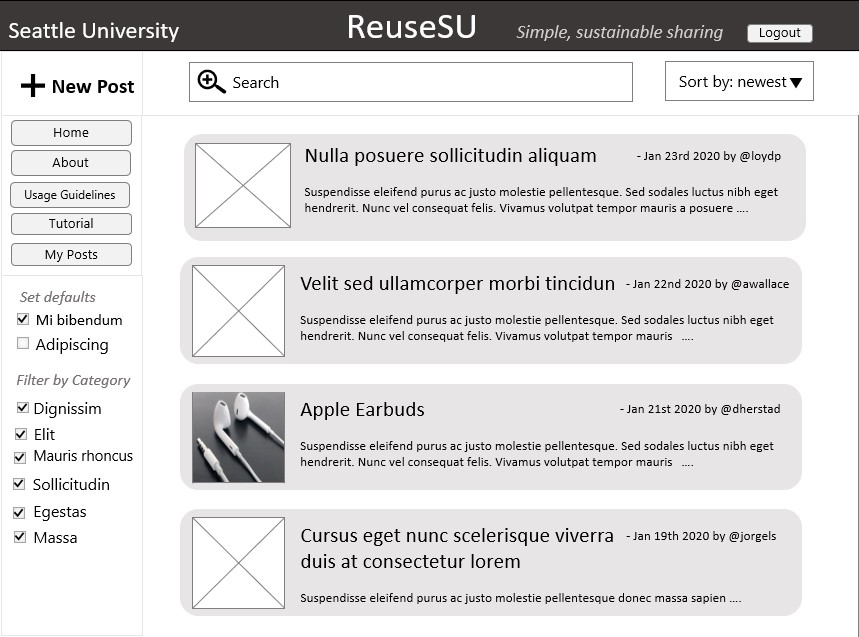 Seattle University
ReuseSU
Simple, sustainable sharing
Logout
New Post
Search
Sort by: newest
Home
About
Usage Guidelines
Tutorial
My Posts
Set defaults
Mi bibendum
Adipiscing
Filter by Category
Dignissim
Elit
Mauris rhoncus
Sollicitudin
Egestas
Massa
Nulla posuere sollicitudin aliquam
- Jan 23rd 2020 by @loydp
Suspendisse eleifend purus ac justo molestie pellentesque. Sed sodales luctus nibh eget
hendrerit. Nunc vel consequat felis. Vivamus volutpat tempor mauris a posuere ....
Velit sed ullamcorper morbi tincidun
- Jan 22nd 2020 by @awallace
Suspendisse eleifend purus ac justo molestie pellentesque. Sed sodales luctus nibh eget
hendrerit. Nunc vel consequat felis. Vivamus volutpat tempor mauris ....
Apple Earbuds
- Jan 21st 2020 by @dherstad
Suspendisse eleifend purus ac justo molestie pellentesque. Sed sodales luctus nibh eget
hendrerit. Nunc vel consequat felis. Vivamus volutpat tempor mauris ....
Cursus eget nunc scelerisque viverra
- Jan 19th 2020 by @jorgels
duis at consectetur lorem
Suspendisse eleifend purus ac justo molestie pellentesque donec massa sapien ....